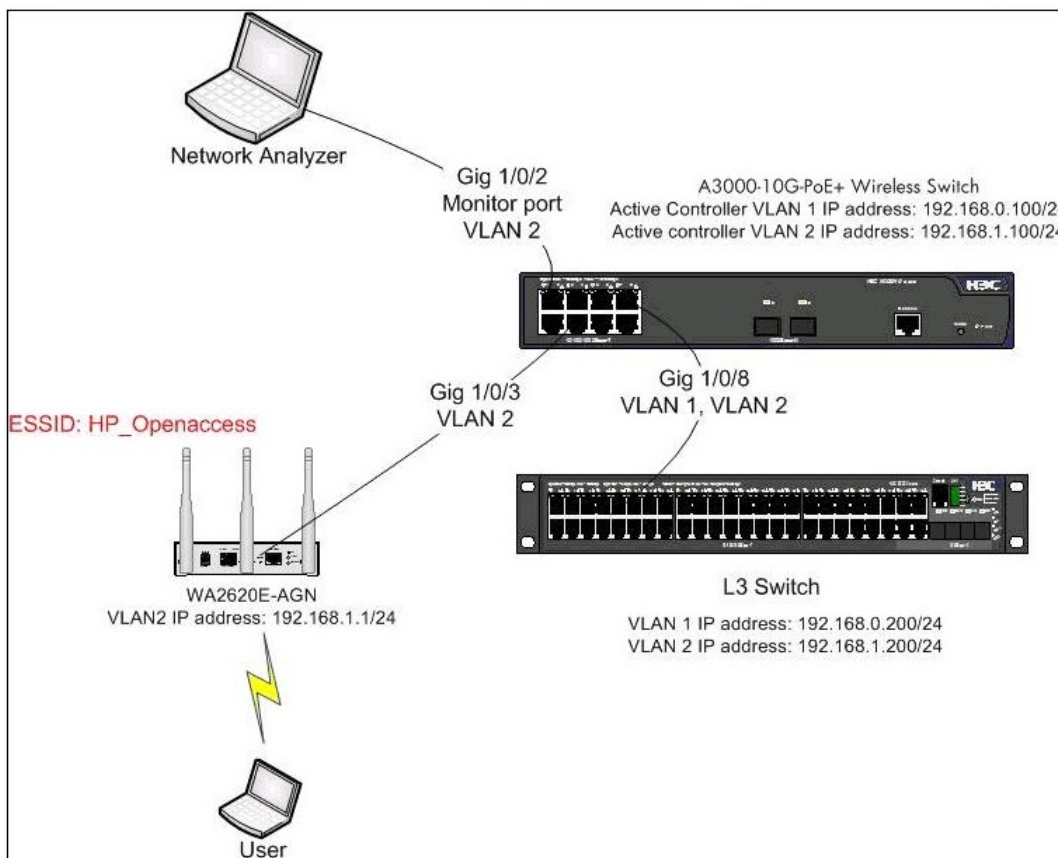 Network Analyzer
Gig 1/0/2
Monitor port
VLAN 2
A3000-10G-PoE+ Wireless Switch
Active Controller VLAN 1 IP address: 192.168.0.100/2
Active controller VLAN 2 IP address: 192.168.1.100/24
H3C
Gig 1/0/3
VLAN 2
Gig 1/0/8
VLAN 1, VLAN 2
ESSID: HP_Openaccess
H3C
WA2620E-AGN
VLAN2 IP address: 192.168.1.1/24
L3 Switch
VLAN 1 IP address: 192.168.0.200/24
VLAN 2 IP address: 192.168.1.200/24
User